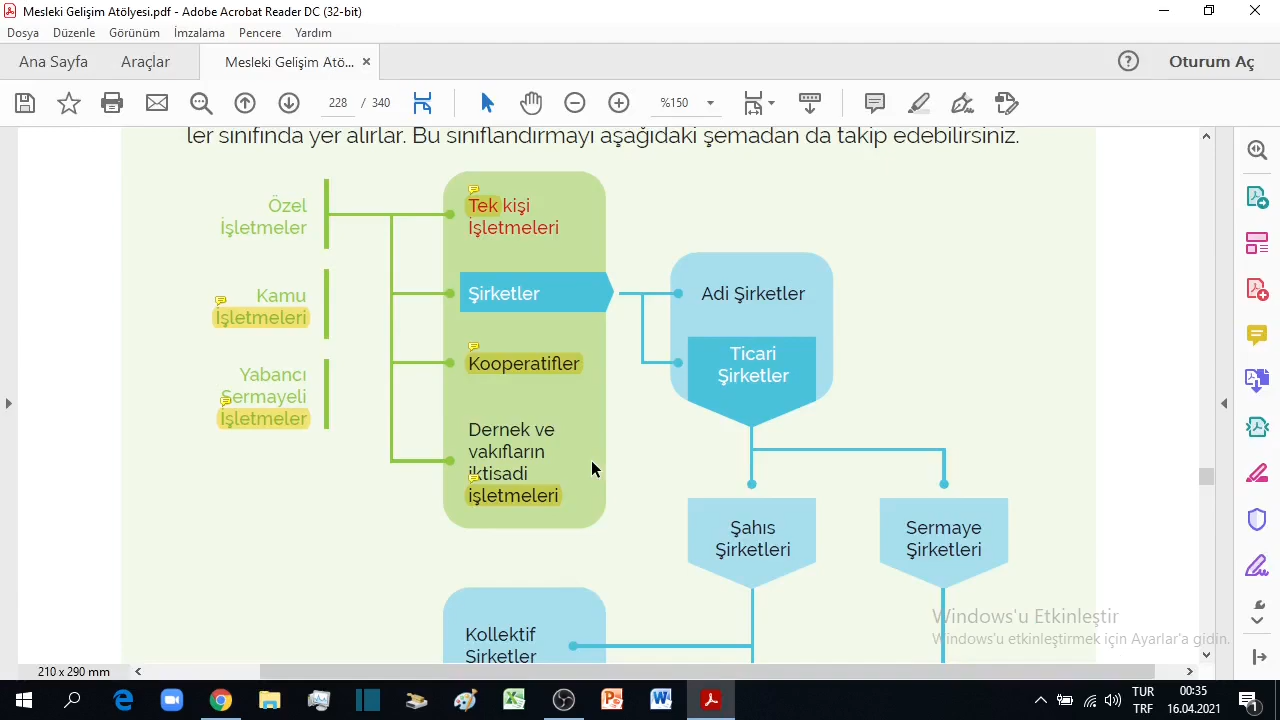 Mesleki Gelişim Atölyesi.pdf - Adobe Acrobat Reader DC (32-bit)
Dosya Düzenle Görünüm İmzalama Pencere Yardım
Ana Sayfa Araçlar Mesleki Gelişim Atö... × ? Oturum Aç
228 / 340 %150
ler sınıfında yer alırlar. Bu sınıflandırmayı aşağıdaki şemadan da takip edebilirsiniz.
Özel
İşletmeler
Kamu
İşletmeleri
Yabancı
Sermayeli
İşletmeler
Tek kişi
İşletmeleri
Şirketler
Kooperatifler
Dernek ve
vakıfların
iktisadi
işletmeleri
Adi Şirketler
Ticari
Şirketler
Şahıs
Şirketleri
Sermaye
Şirketleri
Kollektif
Şirketler
Windows'u Etkinleştir
Windows'u etkinleştirmek için Ayarlar'a gidin.
210 x 290 mm
TUR
TRF
00:35
16.04.2021
1